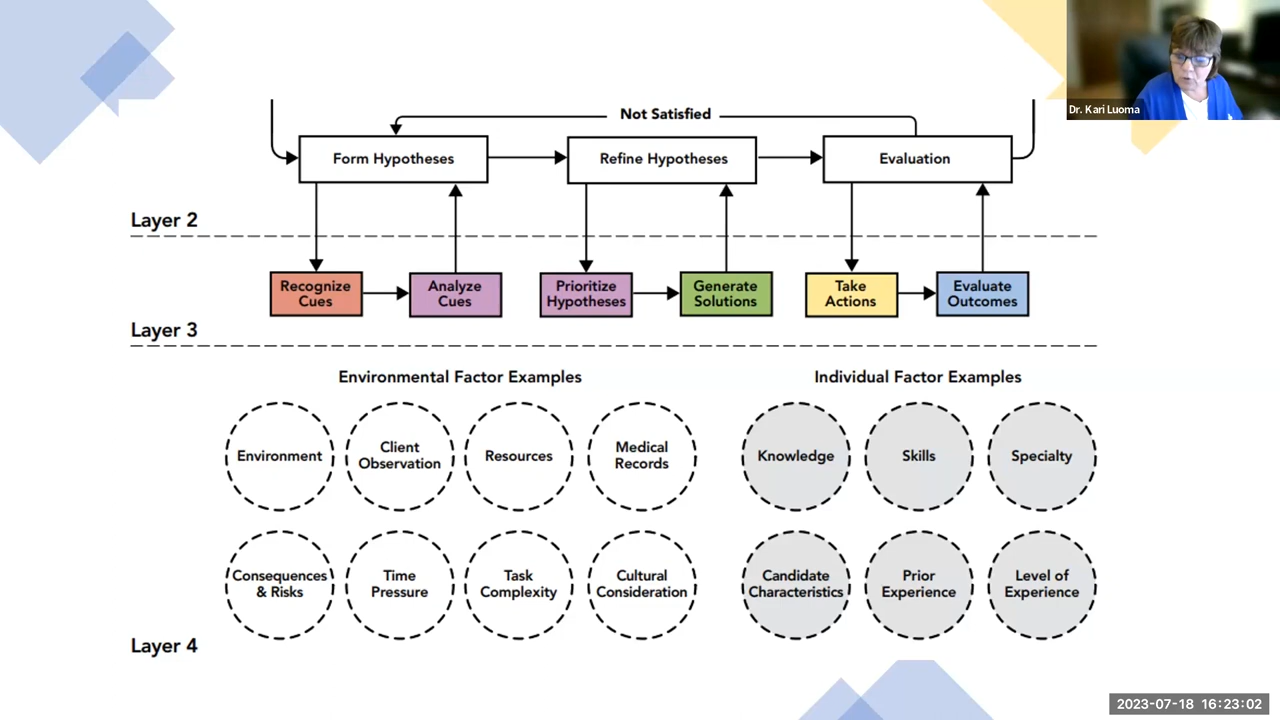 Dr. Kari Luoma
Not Satisfied
Form Hypotheses
Refine Hypotheses
Evaluation
Layer 2
Recognize
Cues
Analyze
Cues
Prioritize
Hypotheses
Generate
Solutions
Take
Actions
Evaluate
Outcomes
Layer 3
Environmental Factor Examples
Individual Factor Examples
Environment
Client
Observation
Resources
Medical
Records
Knowledge
Skills
Specialty
Consequences
& Risks
Time
Pressure
Task
Complexity
Cultural
Consideration
Candidate
Characteristics
Prior
Experience
Level of
Experience
Layer 4
2023-07-18 16:23:02